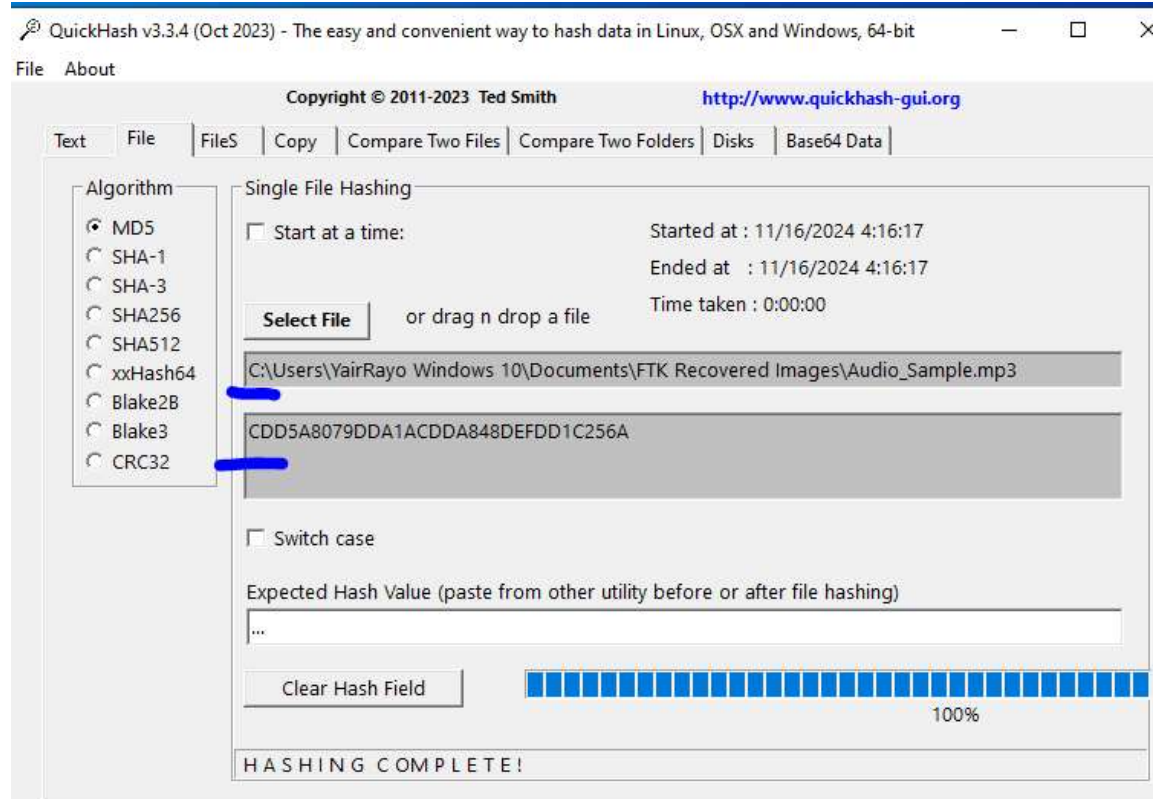 QuickHash v3.3.4 (Oct 2023) - The easy and convenient way to hash data in Linux, OSX and Windows, 64-bit
File About
Copyright © 2011-2023 Ted Smith http://www.quickhash-gui.org
Text File FileS Copy Compare Two Files Compare Two Folders Disks Base64 Data
Algorithm
MD5
SHA-1
SHA-3
SHA256
SHA512
xxHash64
Blake2B
Blake3
CRC32
Single File Hashing
Start at a time:
Started at : 11/16/2024 4:16:17
Ended at : 11/16/2024 4:16:17
Time taken : 0:00:00
Select File or drag n drop a file
C:\Users\YairRayo Windows 10\Documents\FTK Recovered Images\Audio_Sample.mp3
CDD5A8079DDA1ACDDA848DEFDD1C256A
Switch case
Expected Hash Value (paste from other utility before or after file hashing)
...
Clear Hash Field
100%
HASHING COMPLETE!